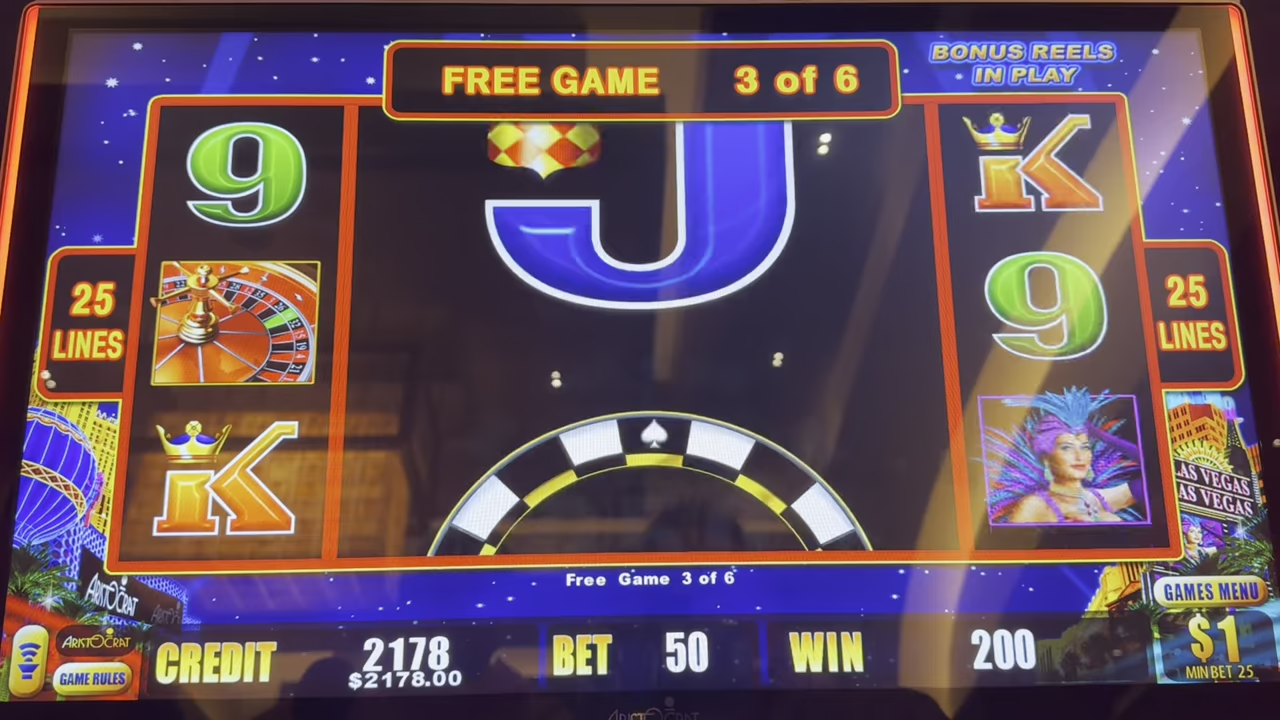 FREE GAME 3 of 6
BONUS REELS
IN PLAY
9
J
K
25
LINES
9
25
LINES
K
LAS VEGAS
LAS VEGAS
Free Game 3 of 6
ARISTOCRAT
GAMES MENU
ARISTOCRAT
GAME RULES
CREDIT
2178
$2178.00
BET 50
WIN 200
$1
MIN BET 25
ARISTOCRAT